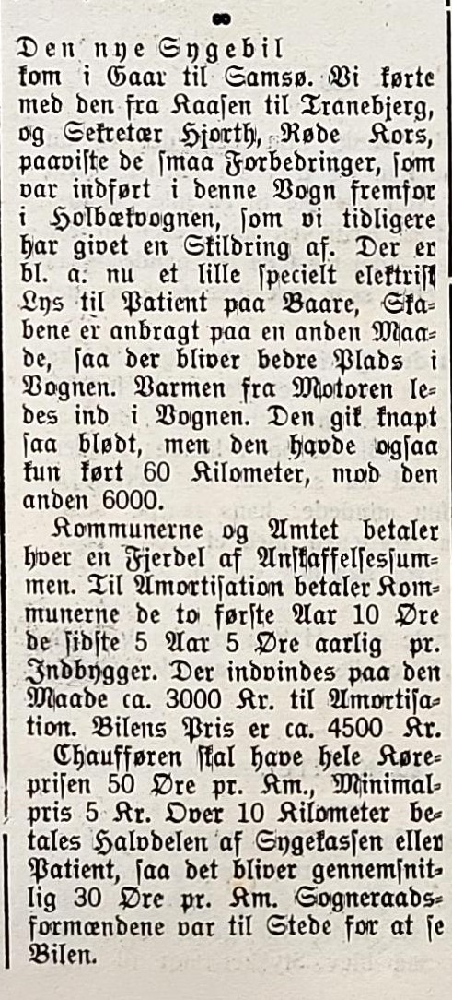 Den nye Sygebil
kom i Gaar til Samsø. Vi kørte
med den fra Kaasen til Tranebjerg,
og Sekretær Hjorth, Røde Kors,
paaviste de smaa Forbedringer, som
var indført i denne Vogn fremfor
i Holbækvognen, som vi tidligere
har givet en Skildring af. Der er
bl. a. nu et lille specielt elektrisk
Lys til Patient paa Baare, Ska-
bene er anbragt paa en anden Maa-
de, saa der bliver bedre Plads i
Vognen. Varmen fra Motoren le-
des ind i Vognen. Den gik knapt
saa blødt, men den havde ogsaa
kun kørt 60 Kilometer, mod den
anden 6000.
Kommunerne og Amtet betaler
hver en Fjerdel af Anskaffelsessum-
men. Til Amortisation betaler Kom-
munerne de to første Aar 10 Øre
de sidste 5 Aar 5 Øre aarlig pr.
Indbygger. Der indvindes paa den
Maade ca. 3000 Kr. til Amortisa-
tion. Bilens Pris er ca. 4500 Kr.
Chaufføren skal have hele Køre-
prisen 50 Øre pr. Km., Minimal-
pris 5 Kr. Over 10 Kilometer be-
tales Halvdelen af Sygekassen eller
Patient, saa det bliver gennemsnit-
lig 30 Øre pr. Km. Sogneraads-
formændene var til Stede for at se
Bilen.